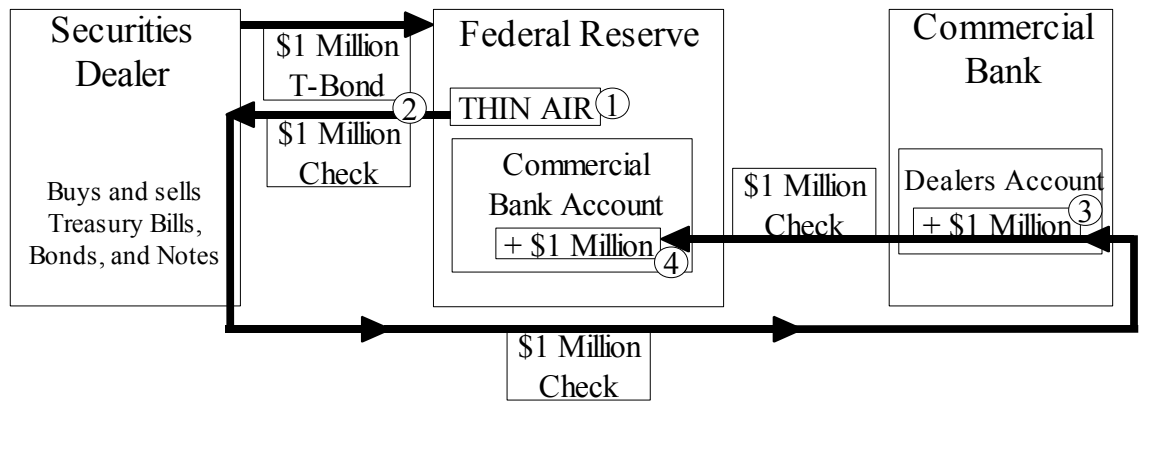 Securities
Dealer
Buys and sells
Treasury Bills,
Bonds, and Notes
$1 Million
T-Bond
2
$1 Million
Check
Federal Reserve
THIN AIR
1
Commercial
Bank Account
+ $1 Million
4
$1 Million
Check
Commercial
Bank
Dealers Account
3
+ $1 Million
$1 Million
Check